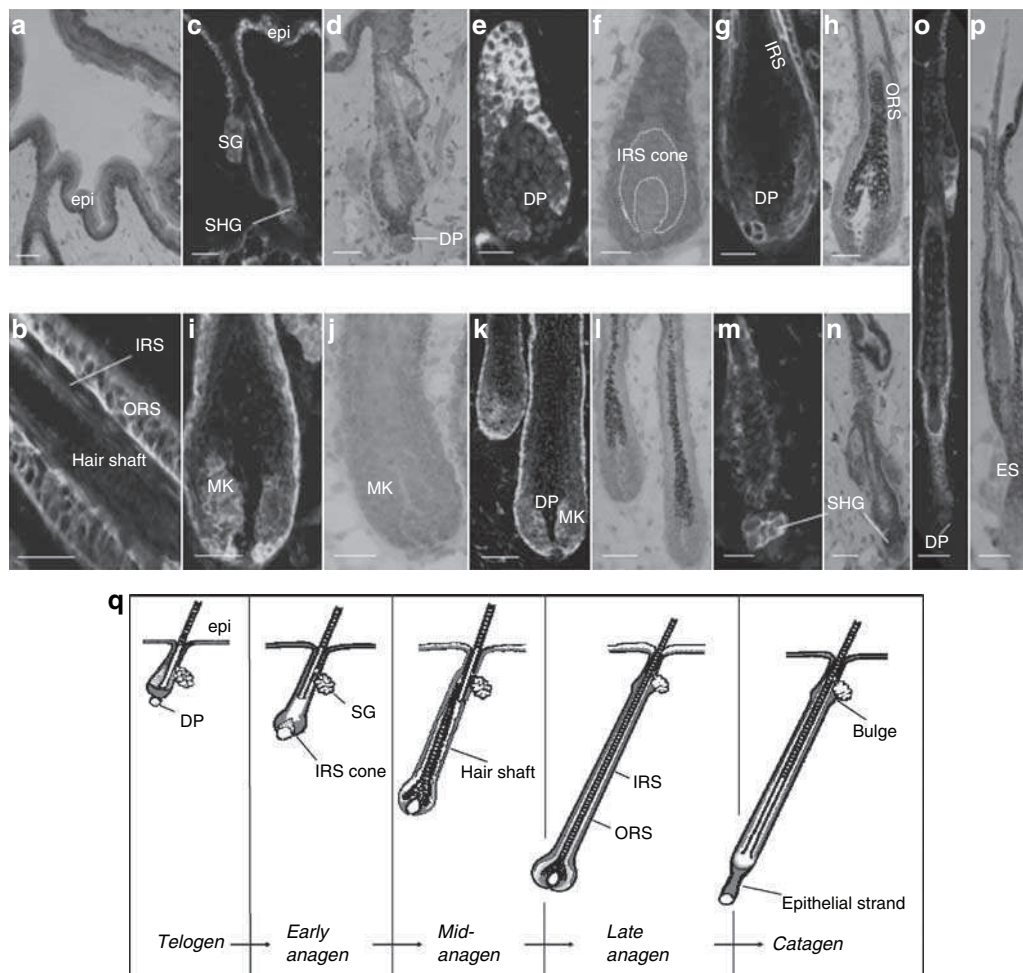 a
epi
c
epi
SG
SHG
d
DP
e
DP
f
IRS cone
g
IRS
DP
h
ORS
o
DP
p
ES
b
IRS
ORS
Hair shaft
i
MK
j
MK
k
DP
MK
l
m
SHG
n
q
epi
DP
SG
IRS cone
Hair shaft
IRS
ORS
Bulge
Epithelial strand
Telogen
Early
anagen
Mid-
anagen
Late
anagen
Catagen